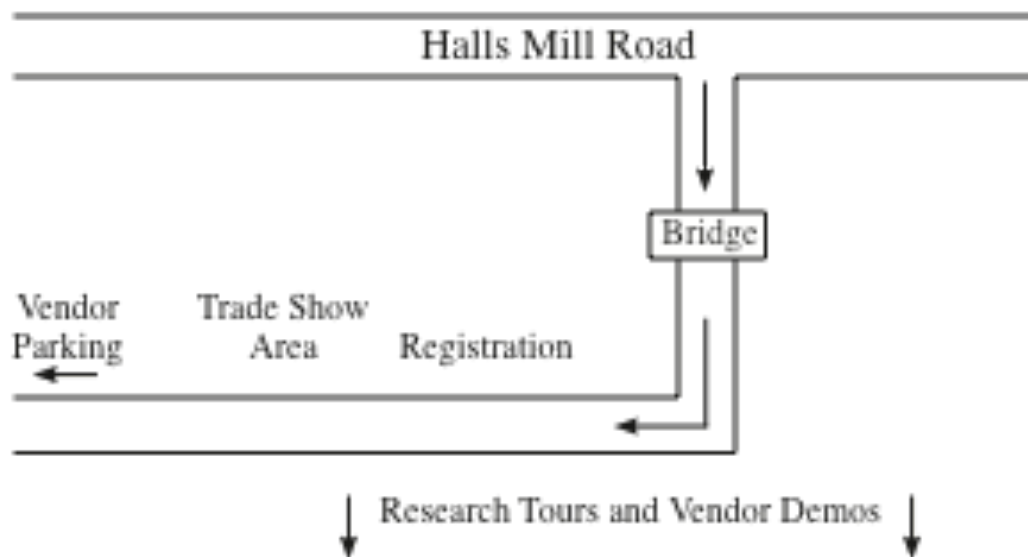 Halls Mill Road
Bridge
Vendor
Parking
Trade Show
Area
Registration
Research Tours and Vendor Demos